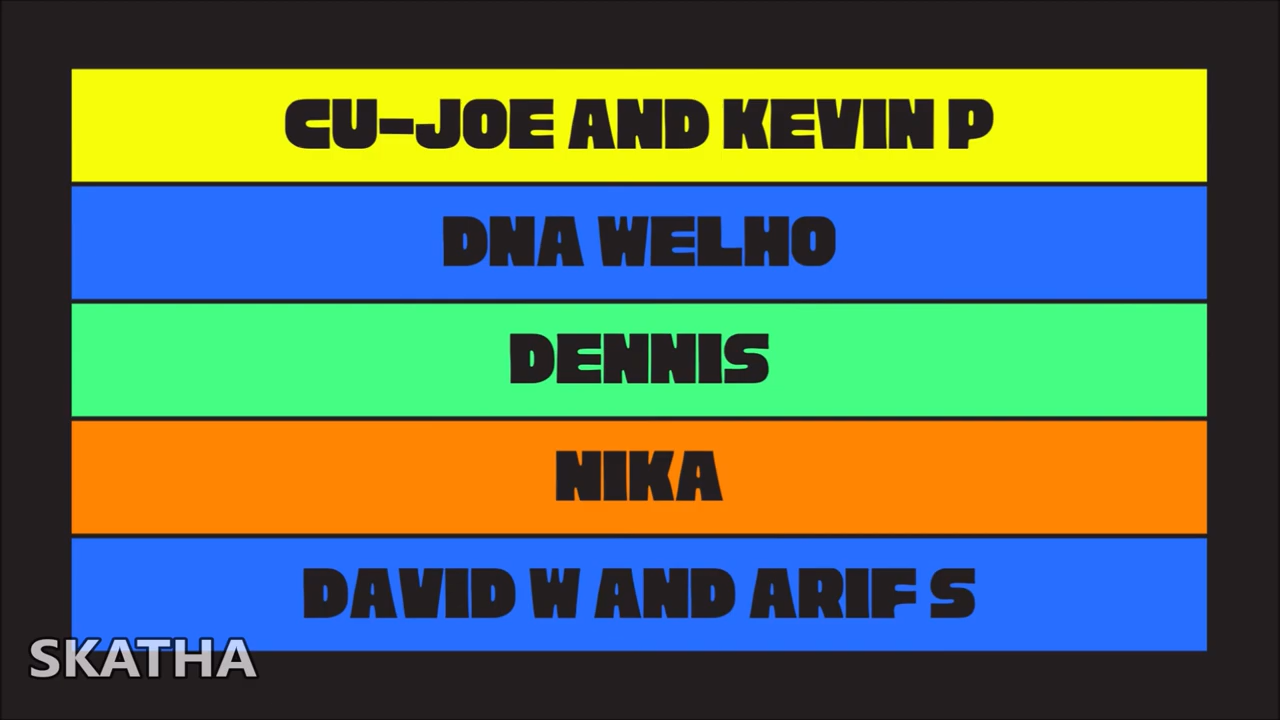 CU-JOE AND KEVIN P
DNA WELHO
DENNIS
NIKA
DAVID W AND ARIF S
SKATHA